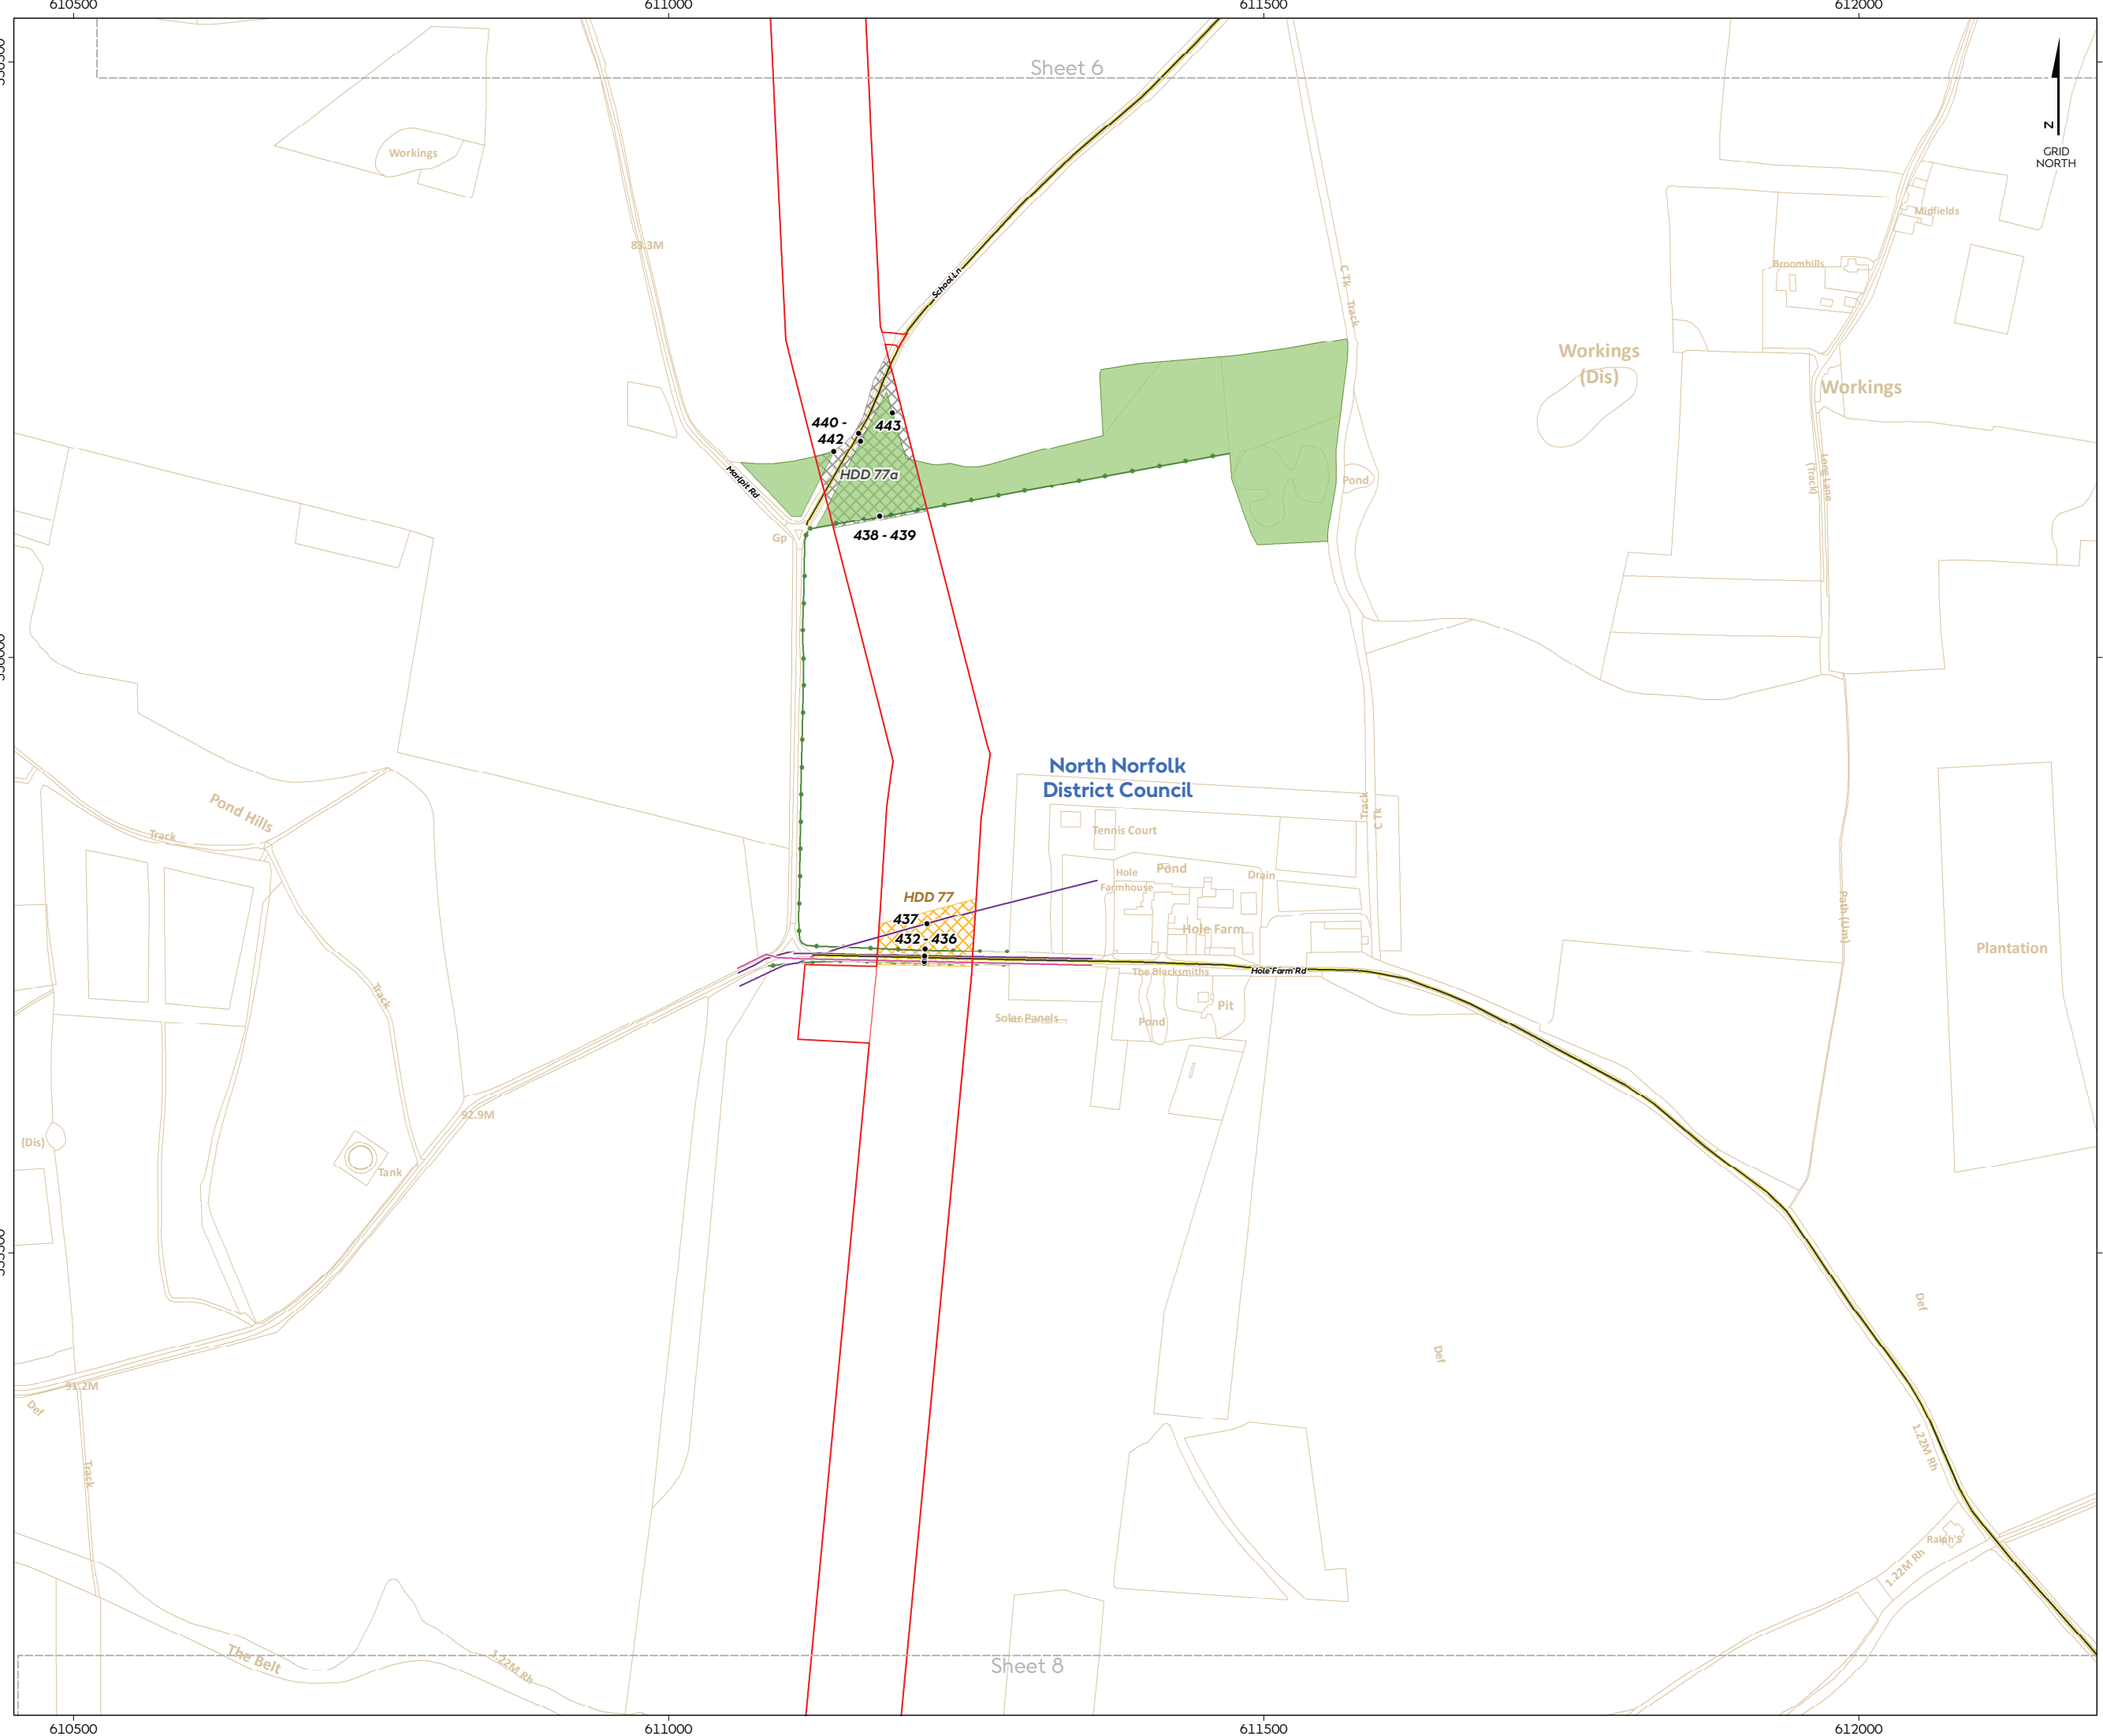 610500
611000
611500
612000
Sheet 6
GRID
NORTH
N
Workings
83.3M
Midfields
Broomhills
School Ln
C Tk
Track
Workings
(Dis)
Workings
440 -
442
443
HDD 77a
Marlpit Rd
Pond
Long Lane
(Track)
Gp
438 - 439
North Norfolk
District Council
Track
C Tk
Pond Hills
Track
Tennis Court
Hole
Farmhouse
Pond
Drain
HDD 77
437
432 - 436
Hole Farm
Path (Um)
Plantation
The Blacksmiths
Hole Farm Rd
Track
Solar Panels
Pond
Pit
92.9M
(Dis)
Tank
Def
Def
91.2M
Def
Track
1.22M Rh
Ralph'S
1.22M Rh
The Belt
1.22M Rh
Sheet 8
610500
611000
611500
612000